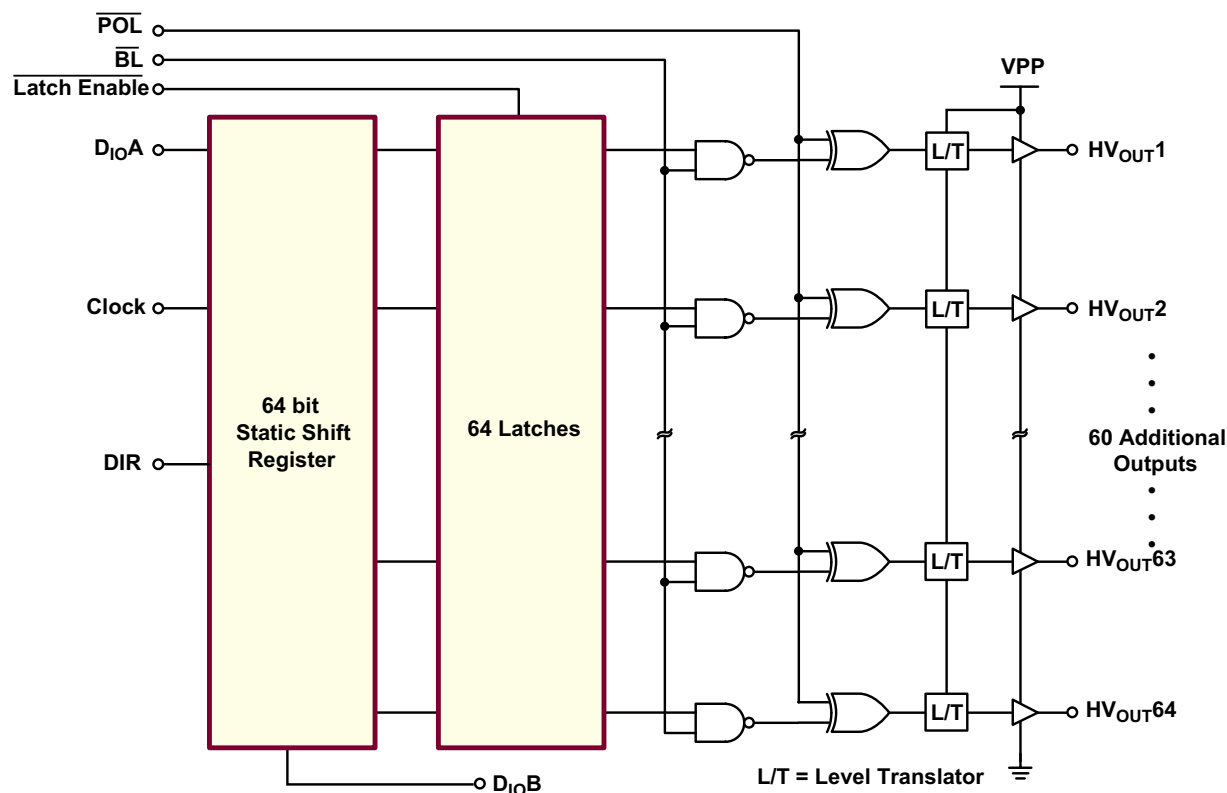 POL
BL
Latch Enable
VPP
DIOA
L/T
HVOUT1
Clock
L/T
HVOUT2
64 bit
Static Shift
Register
64 Latches
60 Additional
Outputs
DIR
L/T
HVOUT63
L/T
HVOUT64
L/T = Level Translator
DIOB